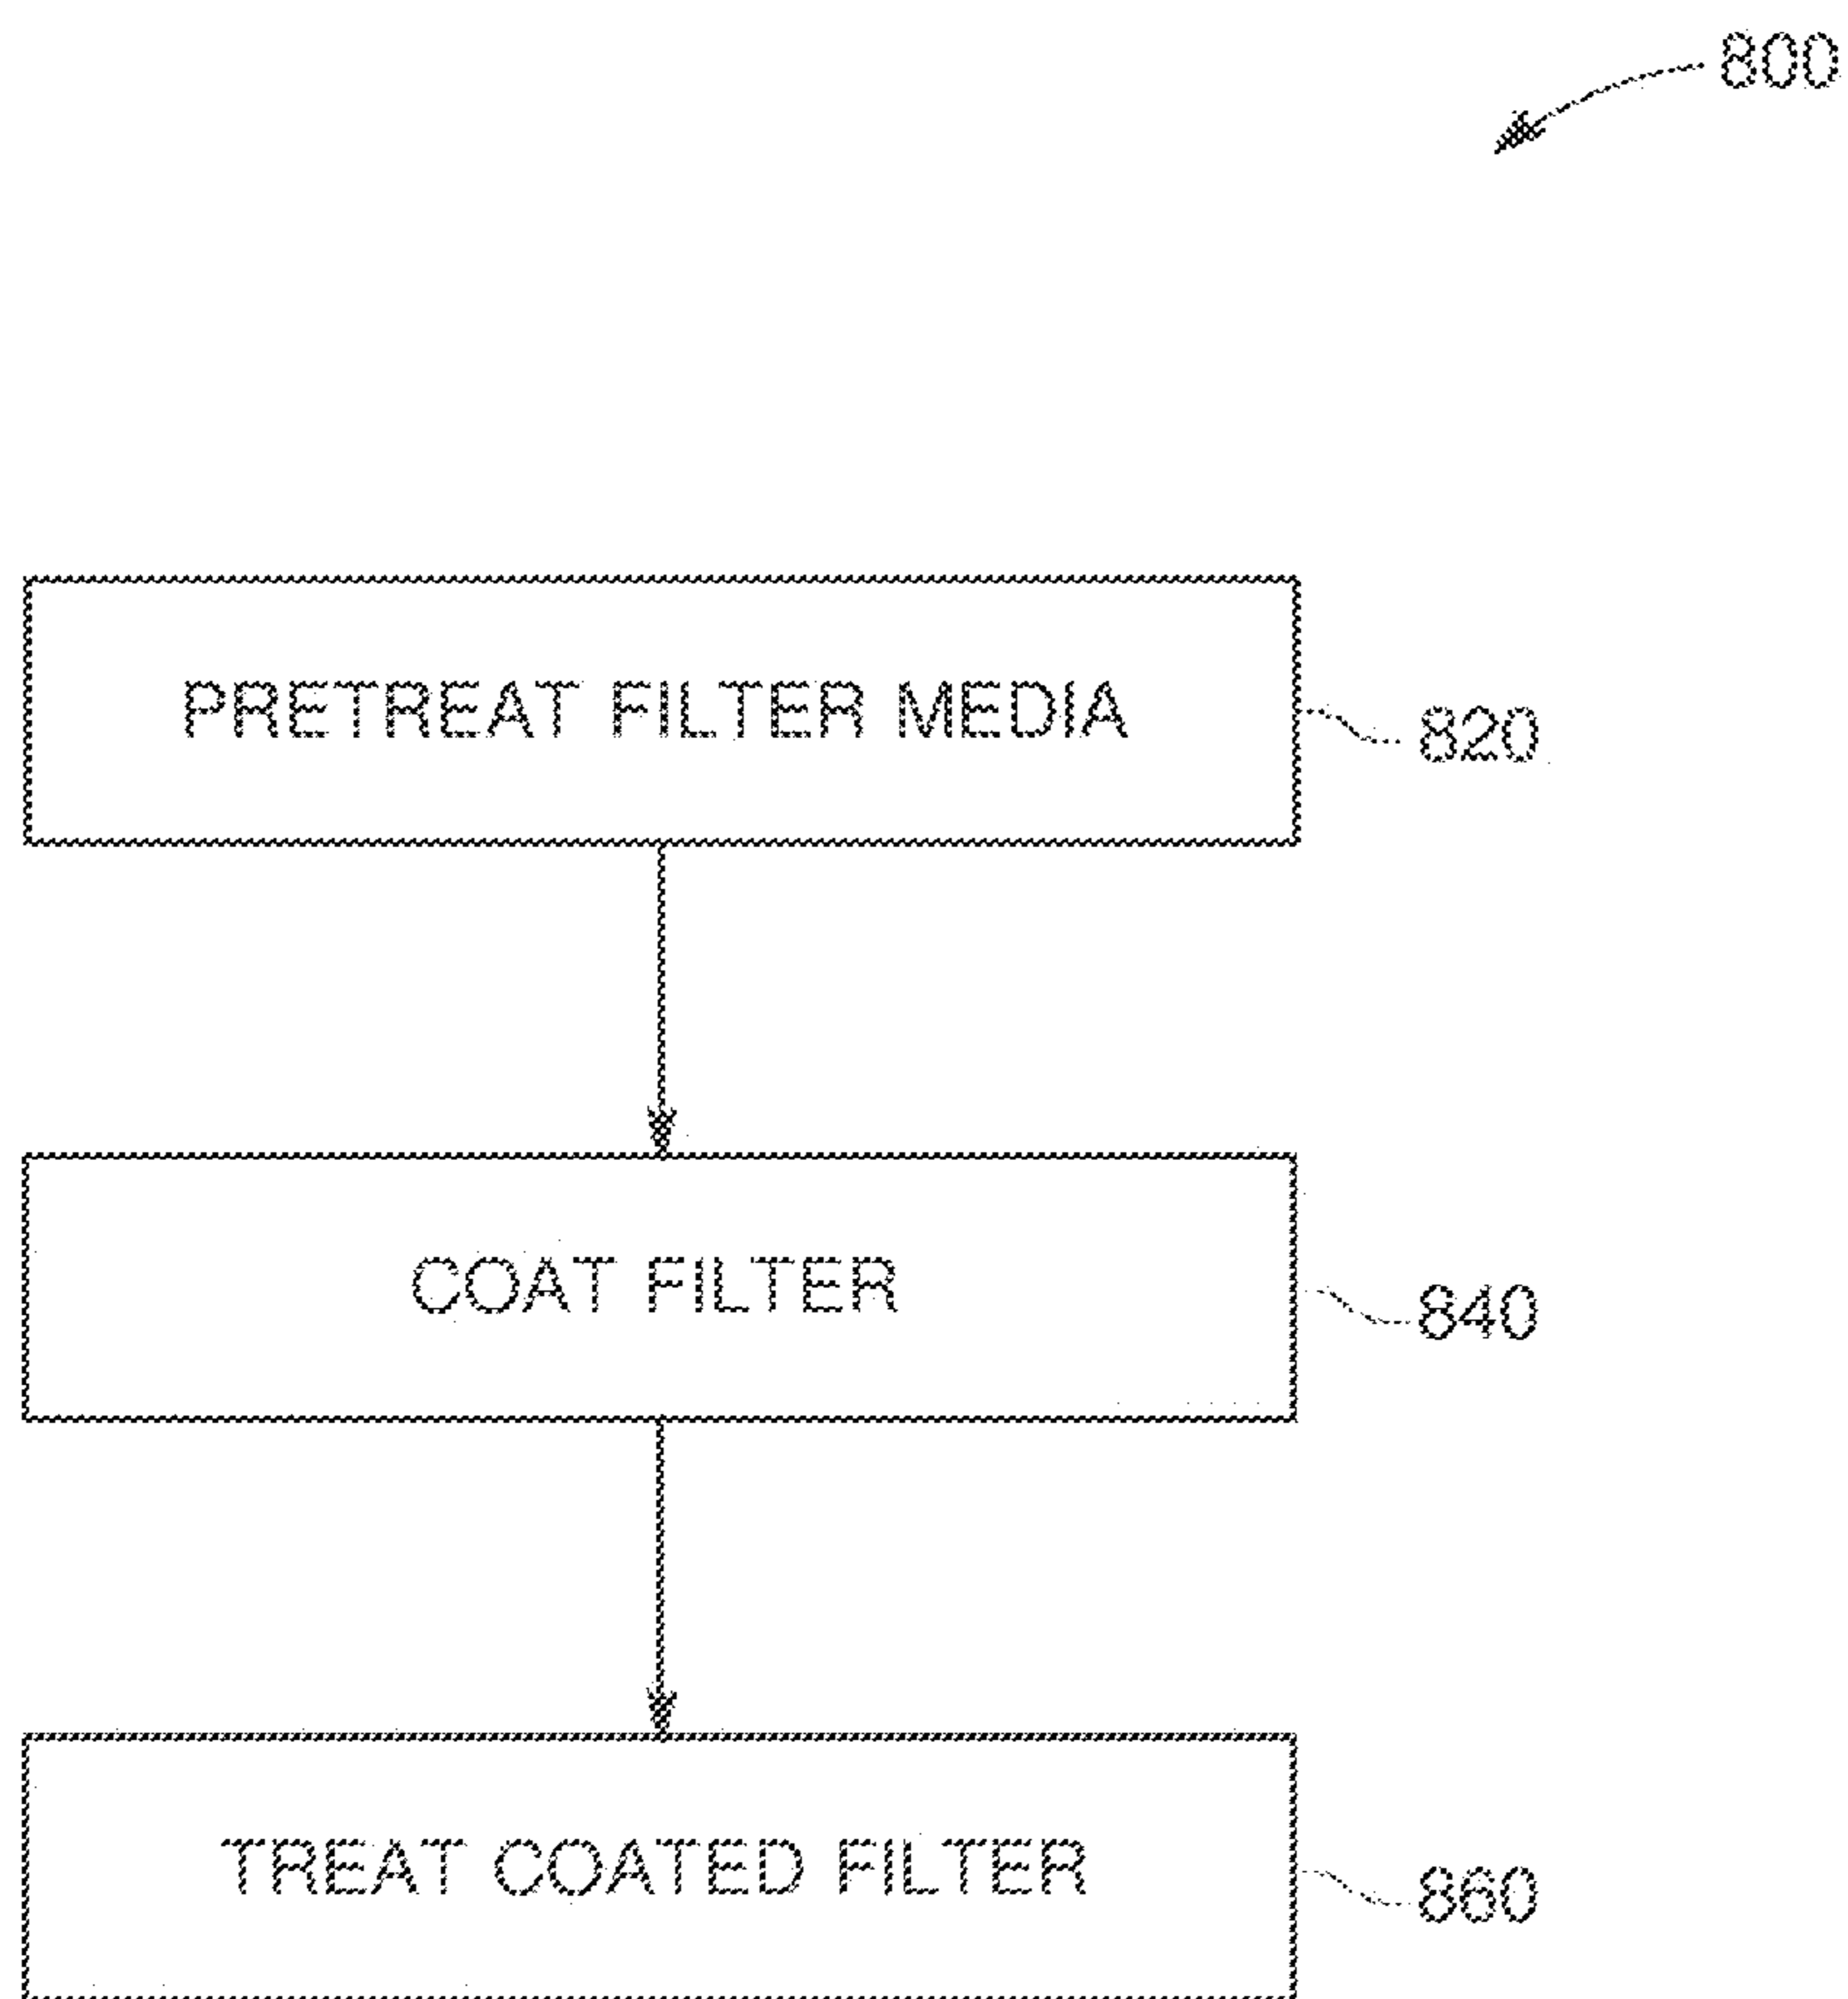 800
PRETREAT FILTER MEDIA
820
COAT FILTER
840
TREAT COATED FILTER
860